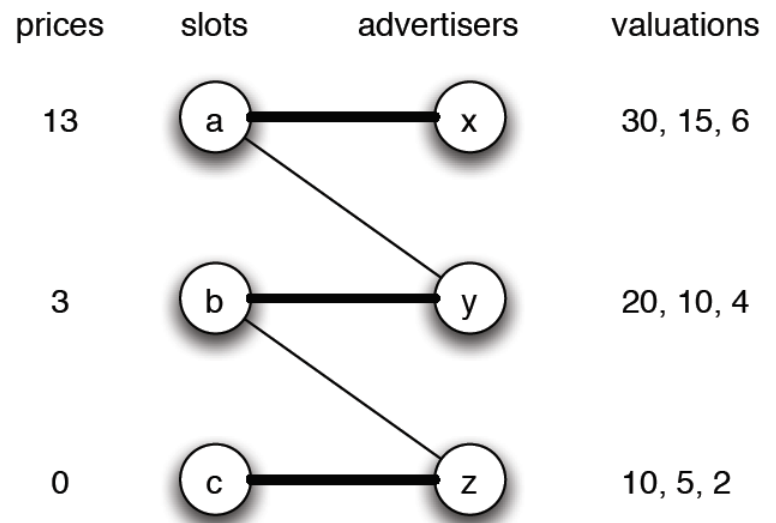 prices slots advertisers valuations
13 a x 30, 15, 6
3 b y 20, 10, 4
0 c z 10, 5, 2